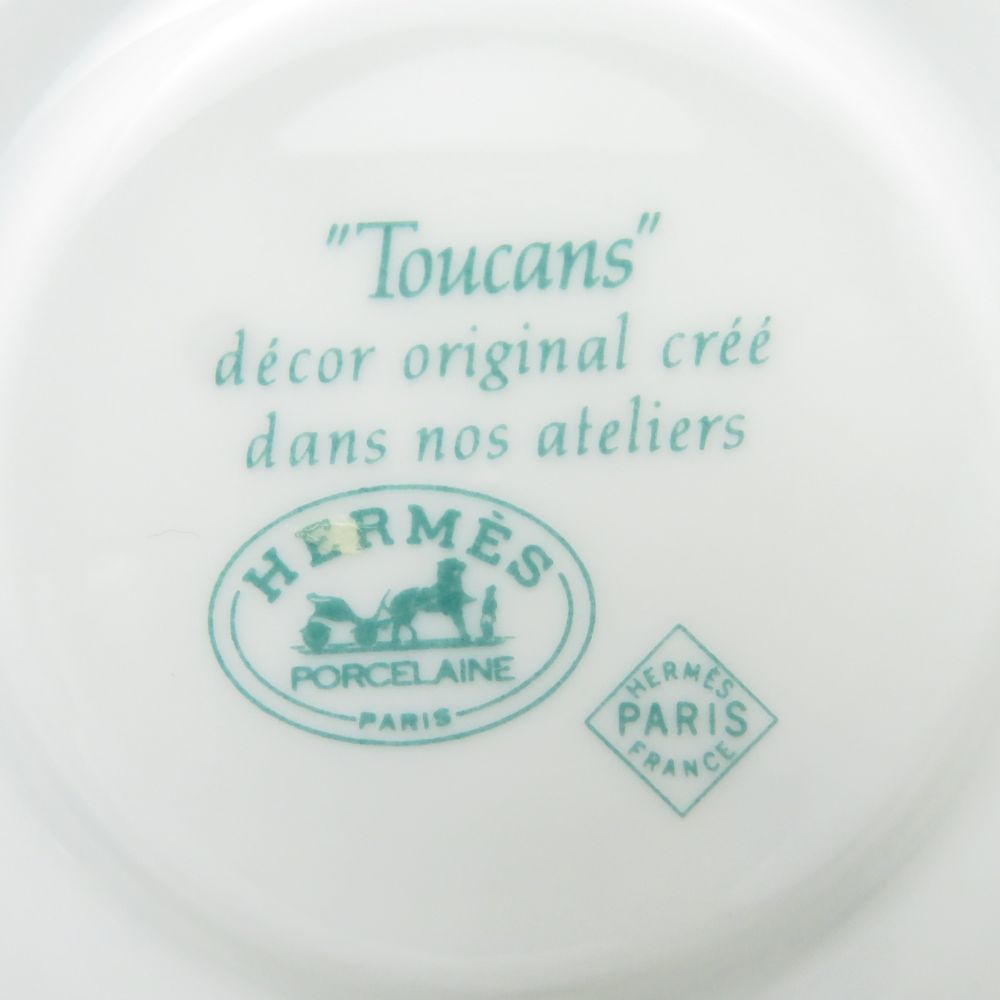 "Toucans"
décor original créé
dans nos ateliers
HERMÈS
PORCELAINE
PARIS
HERMÈS
PARIS
FRANCE